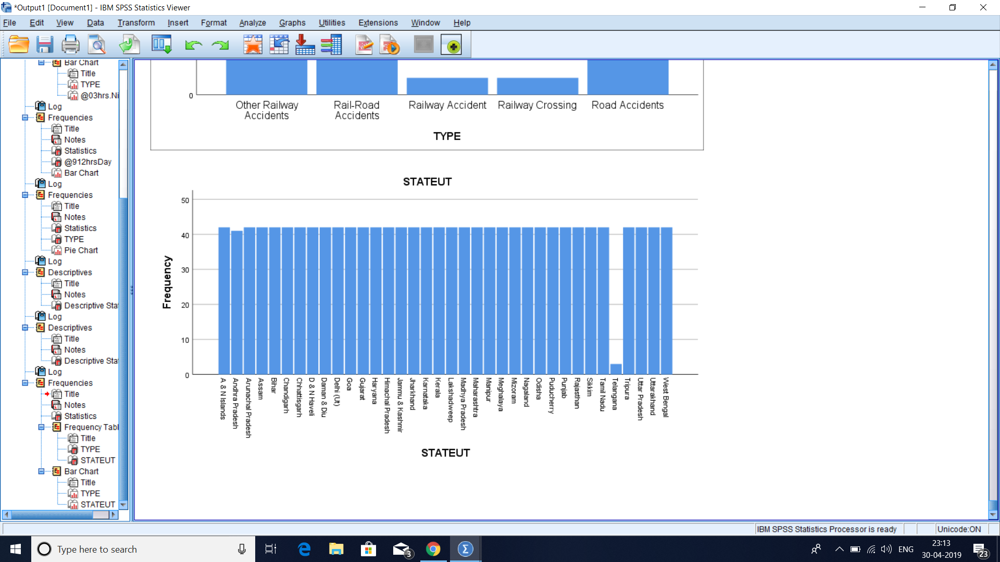 *Output1 [Document1] - IBM SPSS Statistics Viewer
File Edit View Data Transform Insert Format Analyze Graphs Utilities Extensions Window Help
Bar Chart
Title
TYPE
@03hrs.Ni
Log
Frequencies
Title
Notes
Statistics
@912hrsDay
Bar Chart
Log
Frequencies
Title
Notes
Statistics
TYPE
Pie Chart
Log
Descriptives
Title
Notes
Descriptive Sta
Log
Descriptives
Title
Notes
Descriptive Sta
Log
Frequencies
Title
Notes
Statistics
Frequency Tabl
Title
TYPE
STATEUT
Bar Chart
Title
TYPE
STATEUT
0
Other Railway Accidents
Rail-Road Accidents
Railway Accident
Railway Crossing
Road Accidents
TYPE
STATEUT
Frequency
50
40
30
20
10
0
A & N Islands
Andhra Pradesh
Arunachal Pradesh
Assam
Bihar
Chandigarh
Chhattisgarh
D & N Haveli
Daman & Diu
Delhi (Ut)
Goa
Gujarat
Haryana
Himachal Pradesh
Jammu & Kashmir
Jharkhand
Karnataka
Kerala
Lakshadweep
Madhya Pradesh
Maharashtra
Manipur
Meghalaya
Mizoram
Nagaland
Odisha
Puducherry
Punjab
Rajasthan
Sikkim
Tamil Nadu
Telangana
Tripura
Uttar Pradesh
Uttarakhand
West Bengal
STATEUT
IBM SPSS Statistics Processor is ready
Unicode:ON
Type here to search
3
ENG
23:13
30-04-2019
23